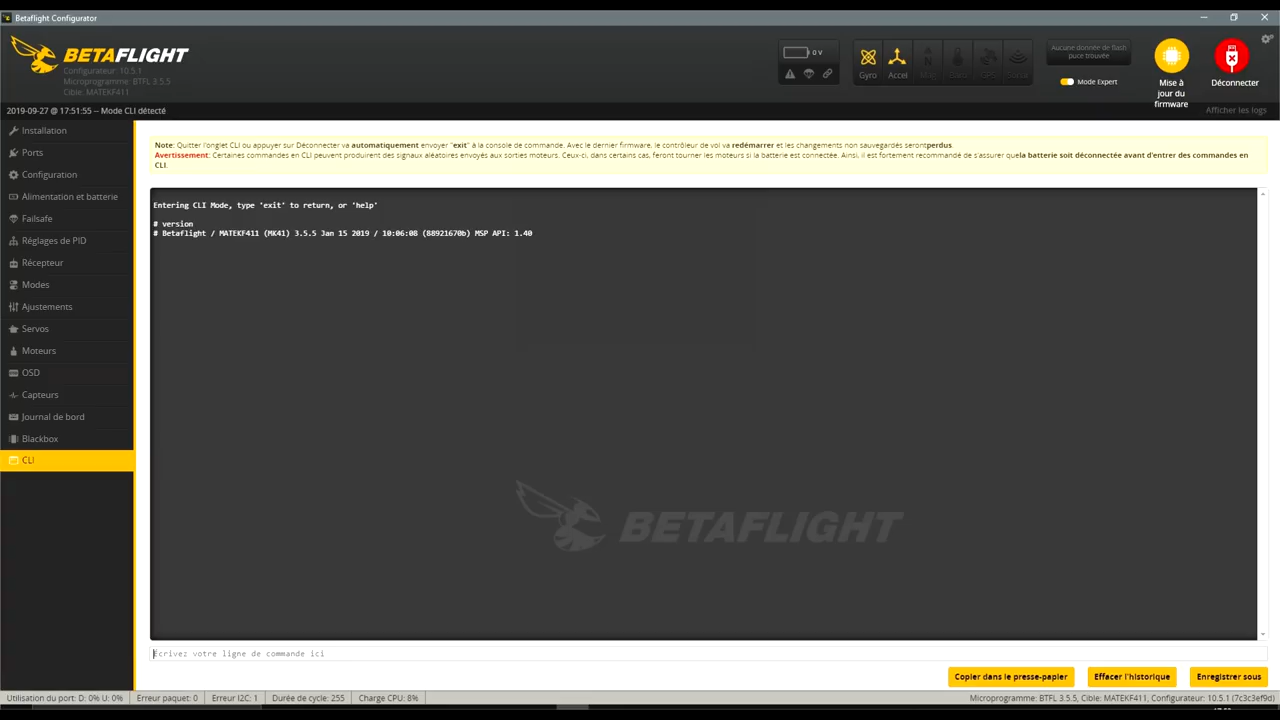 Betaflight Configurator
BETAFLIGHT
Configurateur: 10.5.1
Microprogramme: BTFL 3.5.5
Cible: MATEKF411
0 V
Gyro
Accel
Aucune donnée de flash
puce trouvée
Mode Expert
Mise à
jour du
firmware
Déconnecter
2019-09-27 @ 17:51:55 -- Mode CLI détecté
Afficher les logs
Installation
Ports
Configuration
Alimentation et batterie
Failsafe
Réglages de PID
Récepteur
Modes
Ajustements
Servos
Moteurs
OSD
Capteurs
Journal de bord
Blackbox
CLI
Note: Quitter l'onglet CLI ou appuyer sur Déconnecter va automatiquement envoyer "exit" à la console de commande. Avec le dernier firmware, le contrôleur de vol va redémarrer et les changements non sauvegardés serontperdus.
Avertissement: Certaines commandes en CLI peuvent produirent des signaux aléatoires envoyés aux sorties moteurs. Ceux-ci, dans certains cas, feront tourner les moteurs si la batterie est connectée. Ainsi, il est fortement recommandé de s'assurer quela batterie soit déconnectée avant d'entrer des commandes en
CLI.
Entering CLI Mode, type 'exit' to return, or 'help'
# version
# Betaflight / MATEKF411 (MK41) 3.5.5 Jan 15 2019 / 10:06:08 (88921670b) MSP API: 1.40
BETAFLIGHT
Ecrivez votre ligne de commande ici
Copier dans le presse-papier
Effacer l'historique
Enregistrer sous
Utilisation du port: D: 0% U: 0%
Erreur paquet: 0
Erreur I2C: 1
Durée de cycle: 255
Charge CPU: 8%
Microprogramme: BTFL 3.5.5, Cible: MATEKF411, Configurateur: 10.5.1 (7c3c3ef9d)